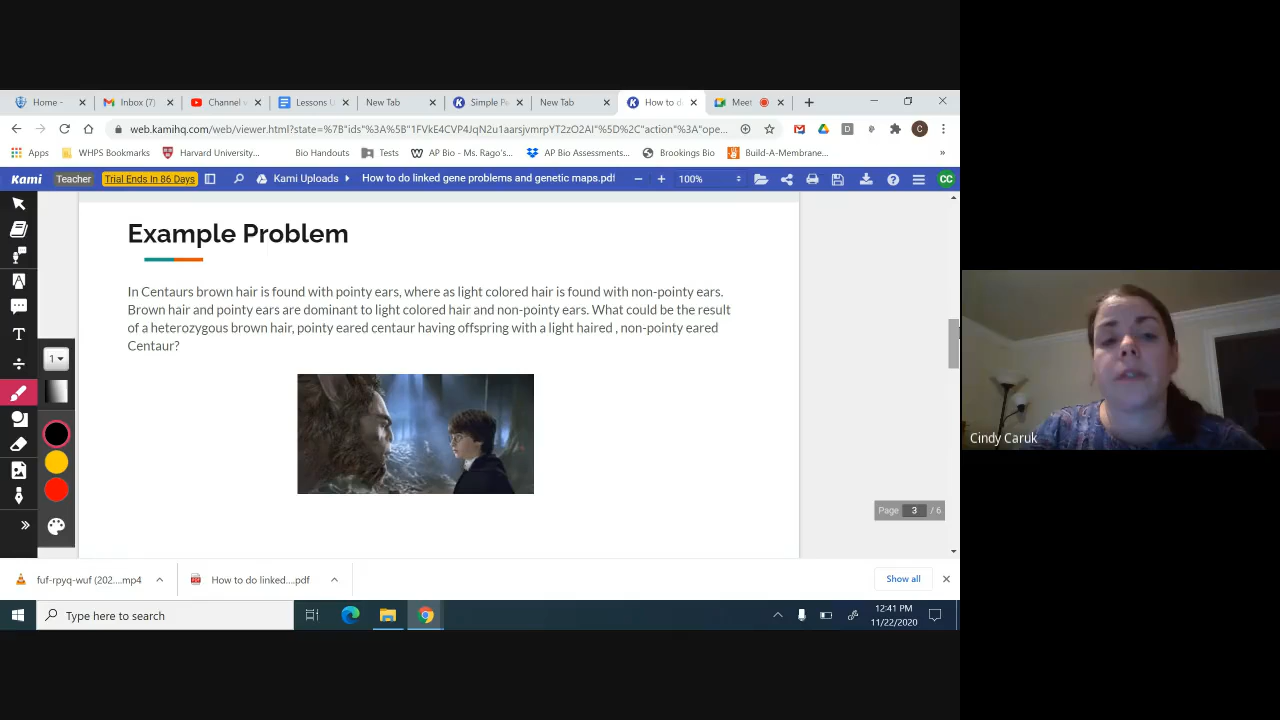 Home -
Inbox (7)
Channel
Lessons U
New Tab
Simple P
New Tab
How to d
Meet
web.kamihq.com/web/viewer.html?state=%7B"ids"%3A%5B"1FVkE4CVP4JqN2u1aarsjvmrpYT2zO2AI"%5D%2C"action"%3A"ope...
C
Apps
WHPS Bookmarks
Harvard University...
Bio Handouts
Tests
AP Bio - Ms. Rago's...
AP Bio Assessments...
Brookings Bio
Build-A-Membrane...
»
Kami
Teacher
Trial Ends In 86 Days
Kami Uploads
How to do linked gene problems and genetic maps.pdf
100%
CC
Example Problem
In Centaurs brown hair is found with pointy ears, where as light colored hair is found with non-pointy ears.
Brown hair and pointy ears are dominant to light colored hair and non-pointy ears. What could be the result
of a heterozygous brown hair, pointy eared centaur having offspring with a light haired , non-pointy eared
Centaur?
1
Page 3 / 6
Cindy Caruk
fuf-rpyq-wuf (202....mp4
How to do linked....pdf
Show all
Type here to search
12:41 PM
11/22/2020